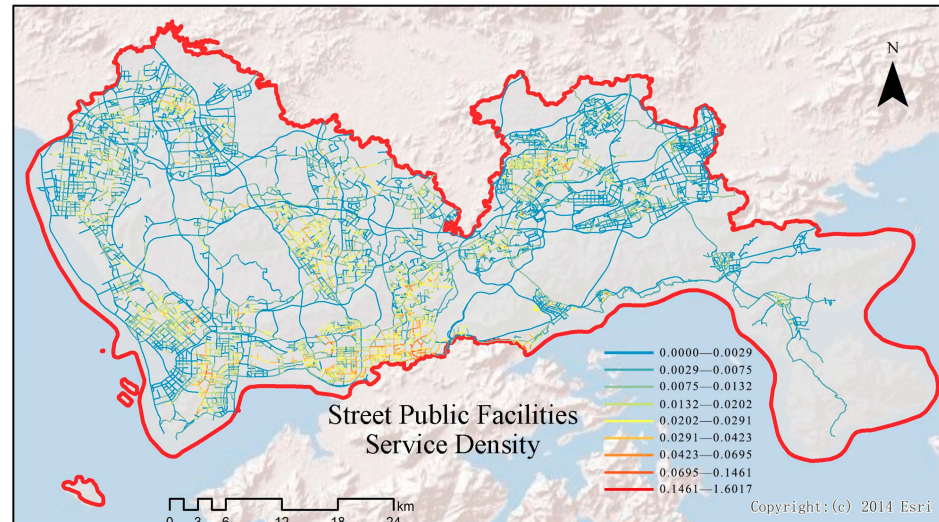 N
Street Public Facilities
Service Density
0.0000—0.0029
0.0029—0.0075
0.0075—0.0132
0.0132—0.0202
0.0202—0.0291
0.0291—0.0423
0.0423—0.0695
0.0695—0.1461
0.1461—1.6017
km
0 3 6 12 18 24
Copyright:(c) 2014 Esri